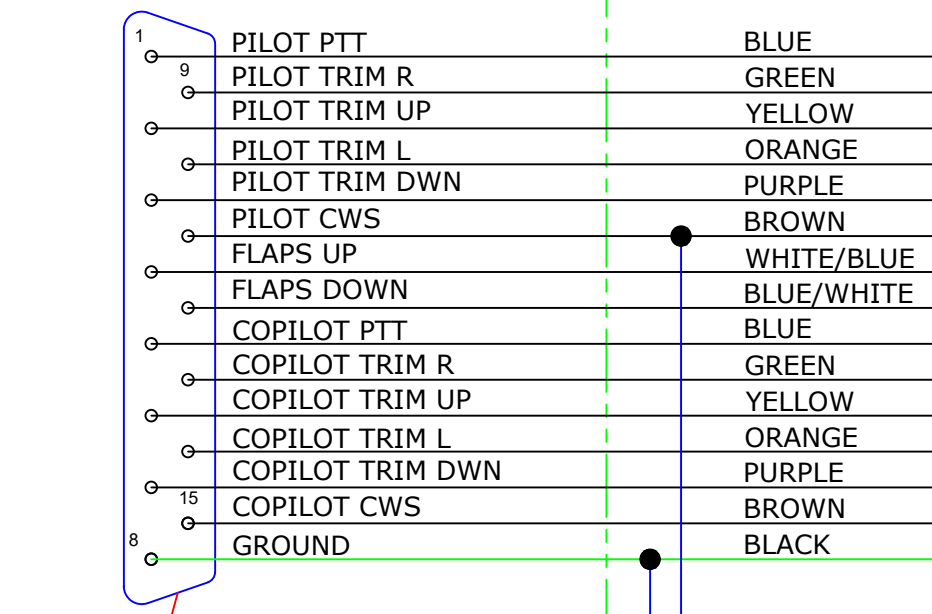 1 PILOT PTT BLUE
9 PILOT TRIM R GREEN
PILOT TRIM UP YELLOW
PILOT TRIM L ORANGE
PILOT TRIM DWN PURPLE
PILOT CWS BROWN
FLAPS UP WHITE/BLUE
FLAPS DOWN BLUE/WHITE
COPILOT PTT BLUE
COPILOT TRIM R GREEN
COPILOT TRIM UP YELLOW
COPILOT TRIM L ORANGE
COPILOT TRIM DWN PURPLE
15 COPILOT CWS BROWN
8 GROUND BLACK